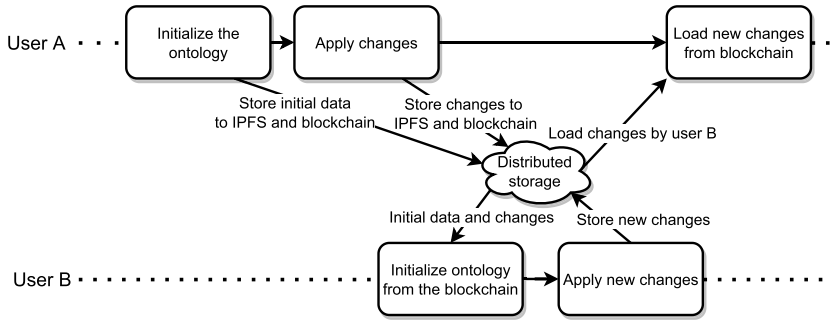 User A
Initialize the
ontology
Apply changes
Load new changes
from blockchain
Store initial data
to IPFS and blockchain
Store changes to
IPFS and blockchain
Load changes by user B
Distributed
storage
Initial data and changes
Store new changes
User B
Initialize ontology
from the blockchain
Apply new changes